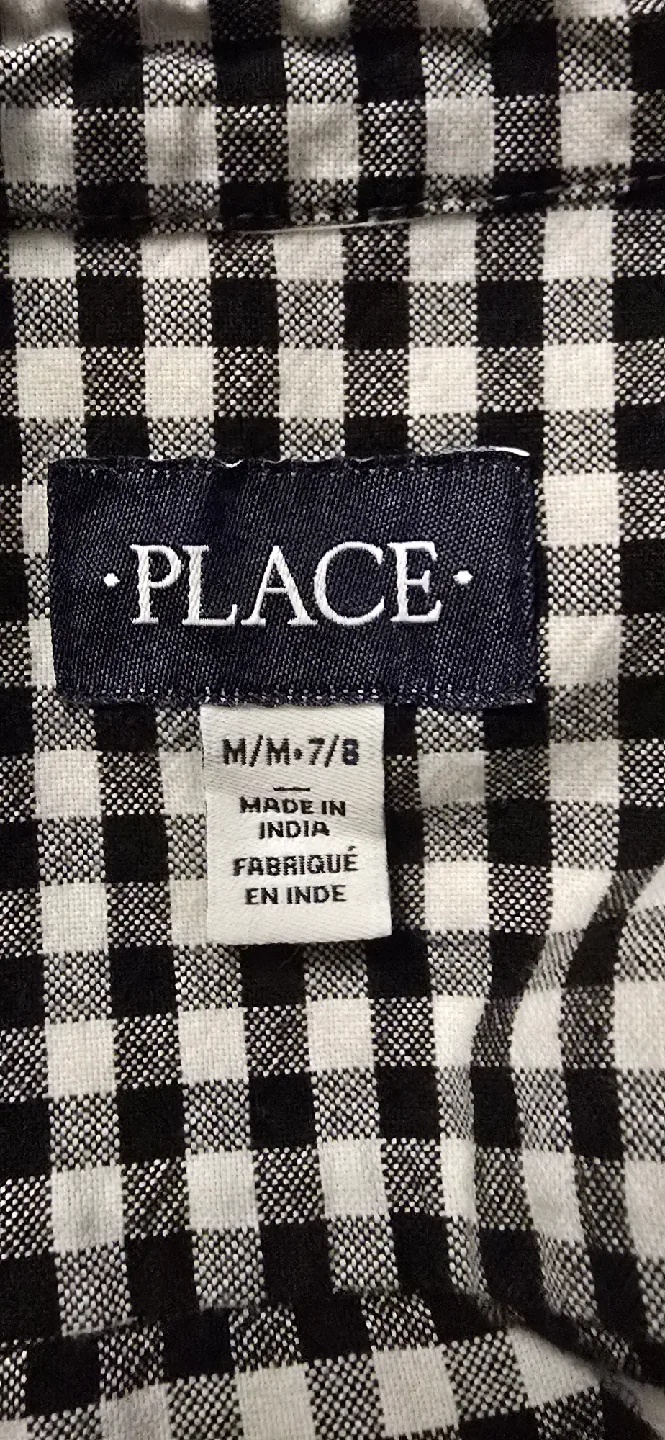 ·PLACE·
M/M·7/8
MADE IN
INDIA
FABRIQUÉ
EN INDE